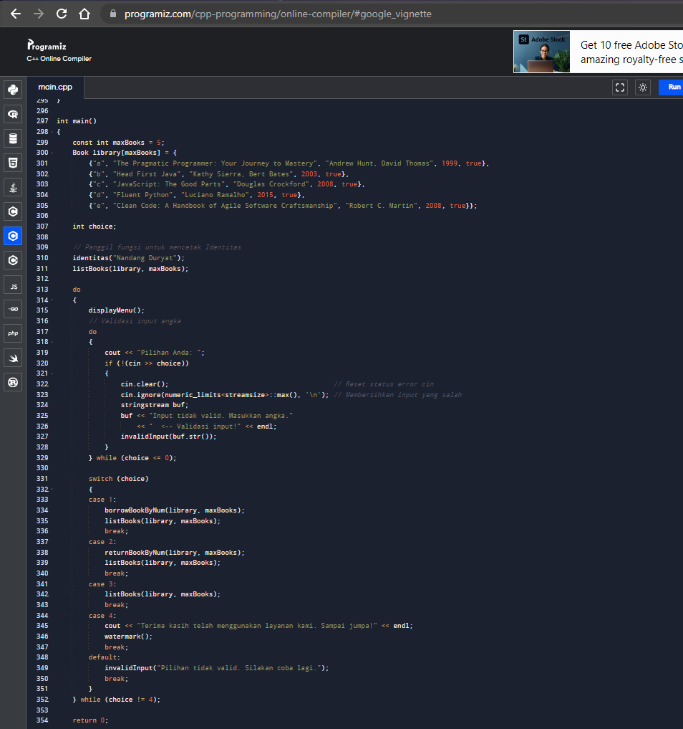 programiz.com/cpp-programming/online-compiler/#google_vignette
Programiz
C++ Online Compiler
St Adobe Stock
Get 10 free Adobe Sto
amazing royalty-free s
main.cpp
Run
295 }
296
297 int main()
298 {
299 const int maxBooks = 5;
300 Book library[maxBooks] = {
301 {"a", "The Pragmatic Programmer: Your Journey to Mastery", "Andrew Hunt, David Thomas", 1999, true},
302 {"b", "Head First Java", "Kathy Sierra, Bert Bates", 2003, true},
303 {"c", "JavaScript: The Good Parts", "Douglas Crockford", 2008, true},
304 {"d", "Fluent Python", "Luciano Ramalho", 2015, true},
305 {"e", "Clean Code: A Handbook of Agile Software Craftsmanship", "Robert C. Martin", 2008, true}};
306
307 int choice;
308
309 // Panggil fungsi untuk mencetak Identitas
310 identitas("Nandang Duryat");
311 listBooks(library, maxBooks);
312
313 do
314 {
315 displayMenu();
316 // Validasi input angka
317 do
318 {
319 cout << "Pilihan Anda: ";
320 if (!(cin >> choice))
321 {
322 cin.clear(); // Reset status error cin
323 cin.ignore(numeric_limits<streamsize>::max(), '\n'); // Membersihkan input yang salah
324 stringstream buf;
325 buf << "Input tidak valid. Masukkan angka."
326 << " <-- Validasi input!" << endl;
327 invalidInput(buf.str());
328 }
329 } while (choice <= 0);
330
331 switch (choice)
332 {
333 case 1:
334 borrowBookByNum(library, maxBooks);
335 listBooks(library, maxBooks);
336 break;
337 case 2:
338 returnBookByNum(library, maxBooks);
339 listBooks(library, maxBooks);
340 break;
341 case 3:
342 listBooks(library, maxBooks);
343 break;
344 case 4:
345 cout << "Terima kasih telah menggunakan layanan kami. Sampai jumpa!" << endl;
346 watermark();
347 break;
348 default:
349 invalidInput("Pilihan tidak valid. Silakan coba lagi.");
350 break;
351 }
352 } while (choice != 4);
353
354 return 0;
JS
-GO
php